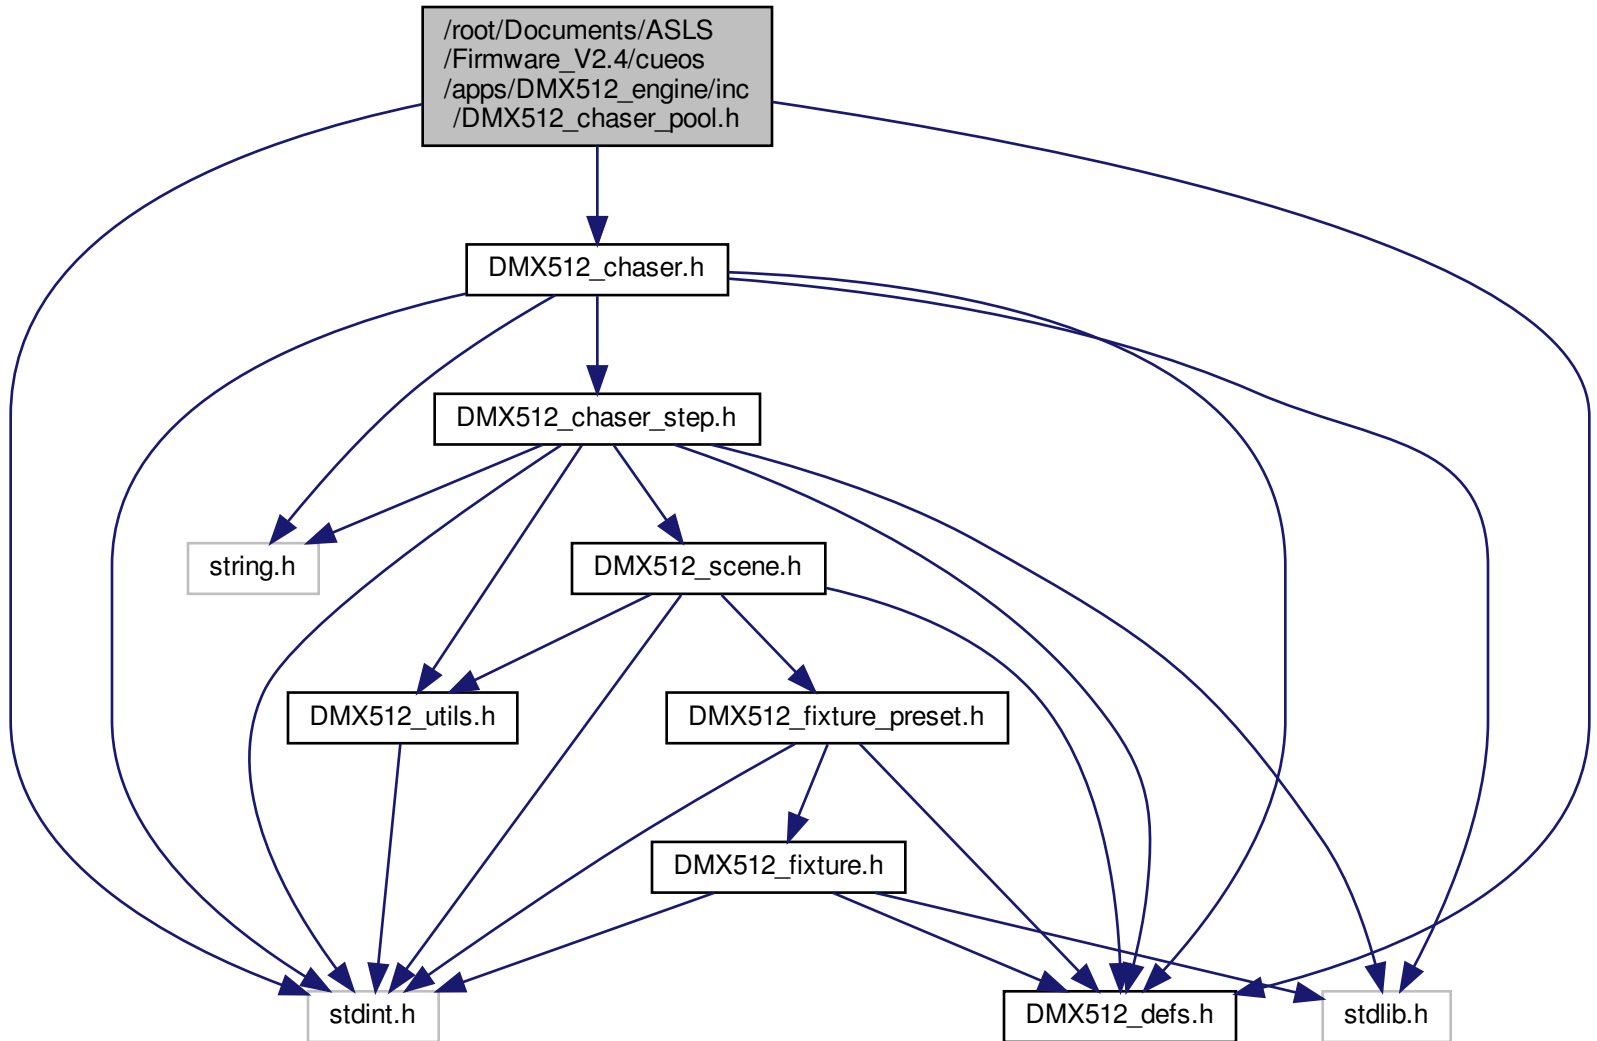 /root/Documents/ASLS
/Firmware_V2.4/cueos
/apps/DMX512_engine/inc
/DMX512_chaser_pool.h
DMX512_chaser.h
DMX512_chaser_step.h
string.h
DMX512_scene.h
DMX512_utils.h
DMX512_fixture_preset.h
DMX512_fixture.h
stdint.h
DMX512_defs.h
stdlib.h